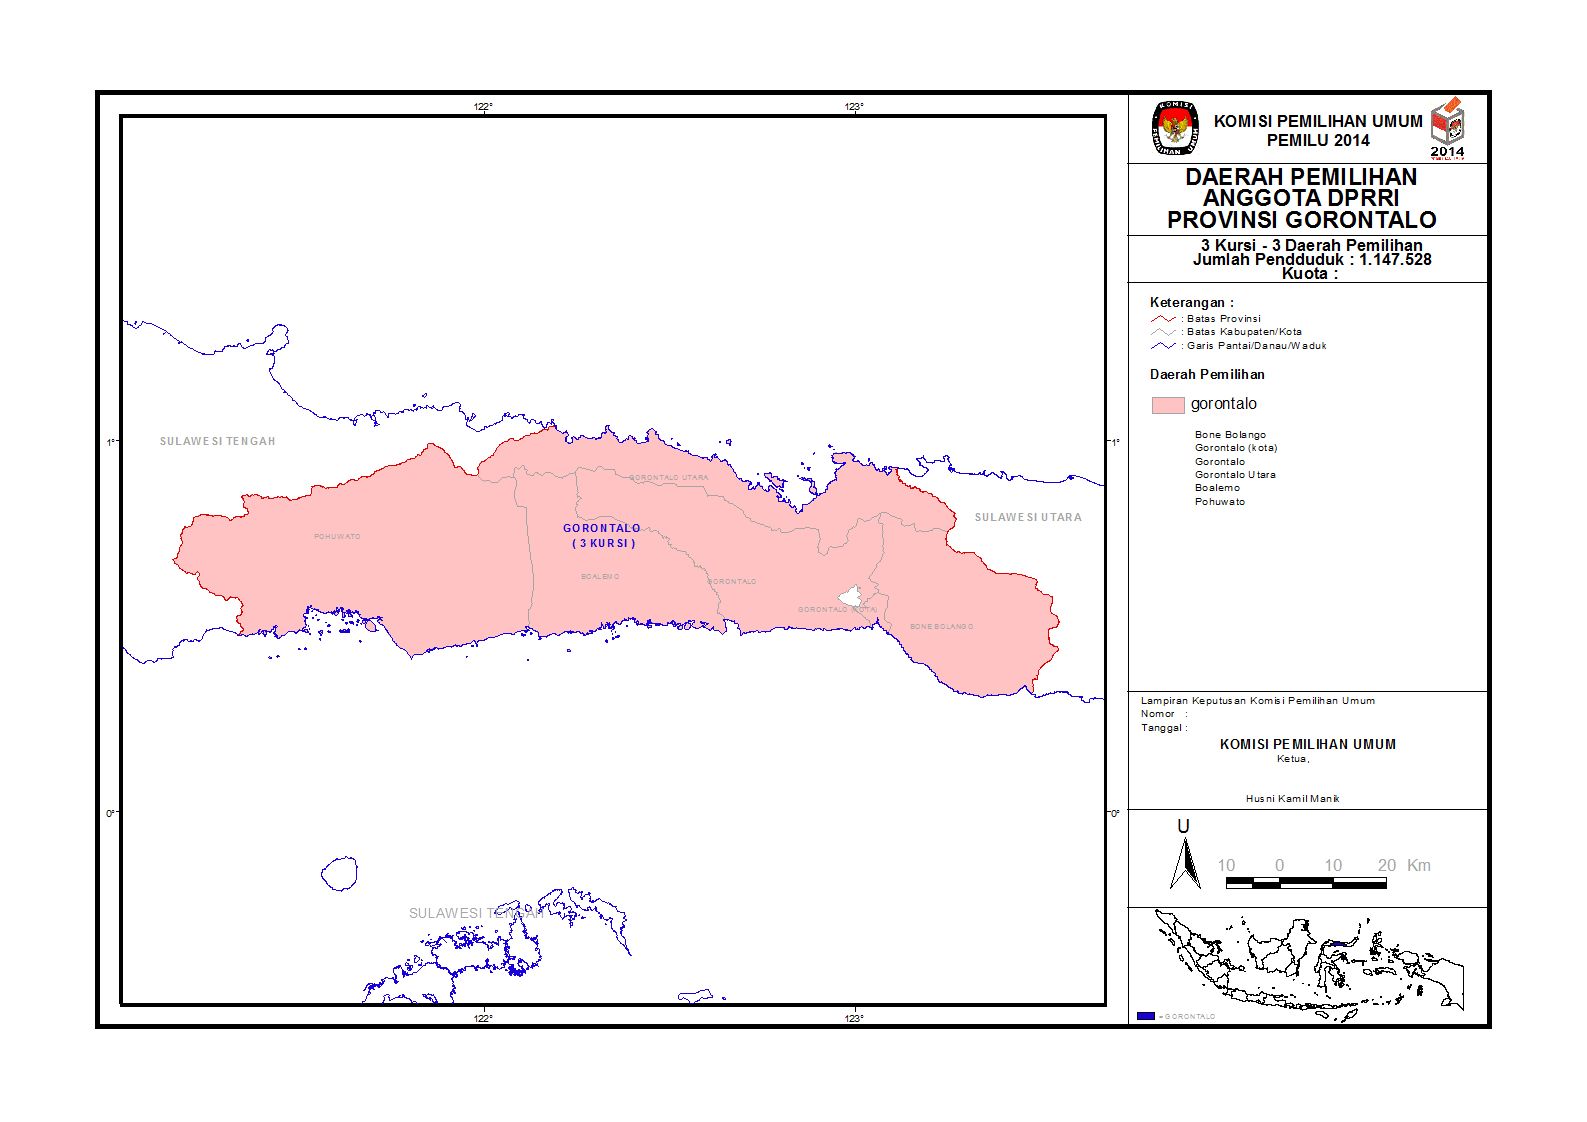 122°
123°
1°
1°
0°
0°
122°
123°
SULAWESI TENGAH
GORONTALO UTARA
SULAWESI UTARA
GORONTALO
( 3 KURSI )
POHUWATO
BOALEMO
GORONTALO
GORONTALO (KOTA)
BONE BOLANGO
SULAWESI TENGAH
KOMISI
PEMILIHAN UMUM
KOMISI PEMILIHAN UMUM
PEMILU 2014
2014
DAERAH PEMILIHAN
ANGGOTA DPRRI
PROVINSI GORONTALO
3 Kursi - 3 Daerah Pemilihan
Jumlah Pendduduk : 1.147.528
Kuota :
Keterangan :
: Batas Provinsi
: Batas Kabupaten/Kota
: Garis Pantai/Danau/Waduk
Daerah Pemilihan
gorontalo
Bone Bolango
Gorontalo (kota)
Gorontalo
Gorontalo Utara
Boalemo
Pohuwato
Lampiran Keputusan Komisi Pemilihan Umum
Nomor :
Tanggal :
KOMISI PEMILIHAN UMUM
Ketua,
Husni Kamil Manik
U
10 0 10 20 Km
= GORONTALO